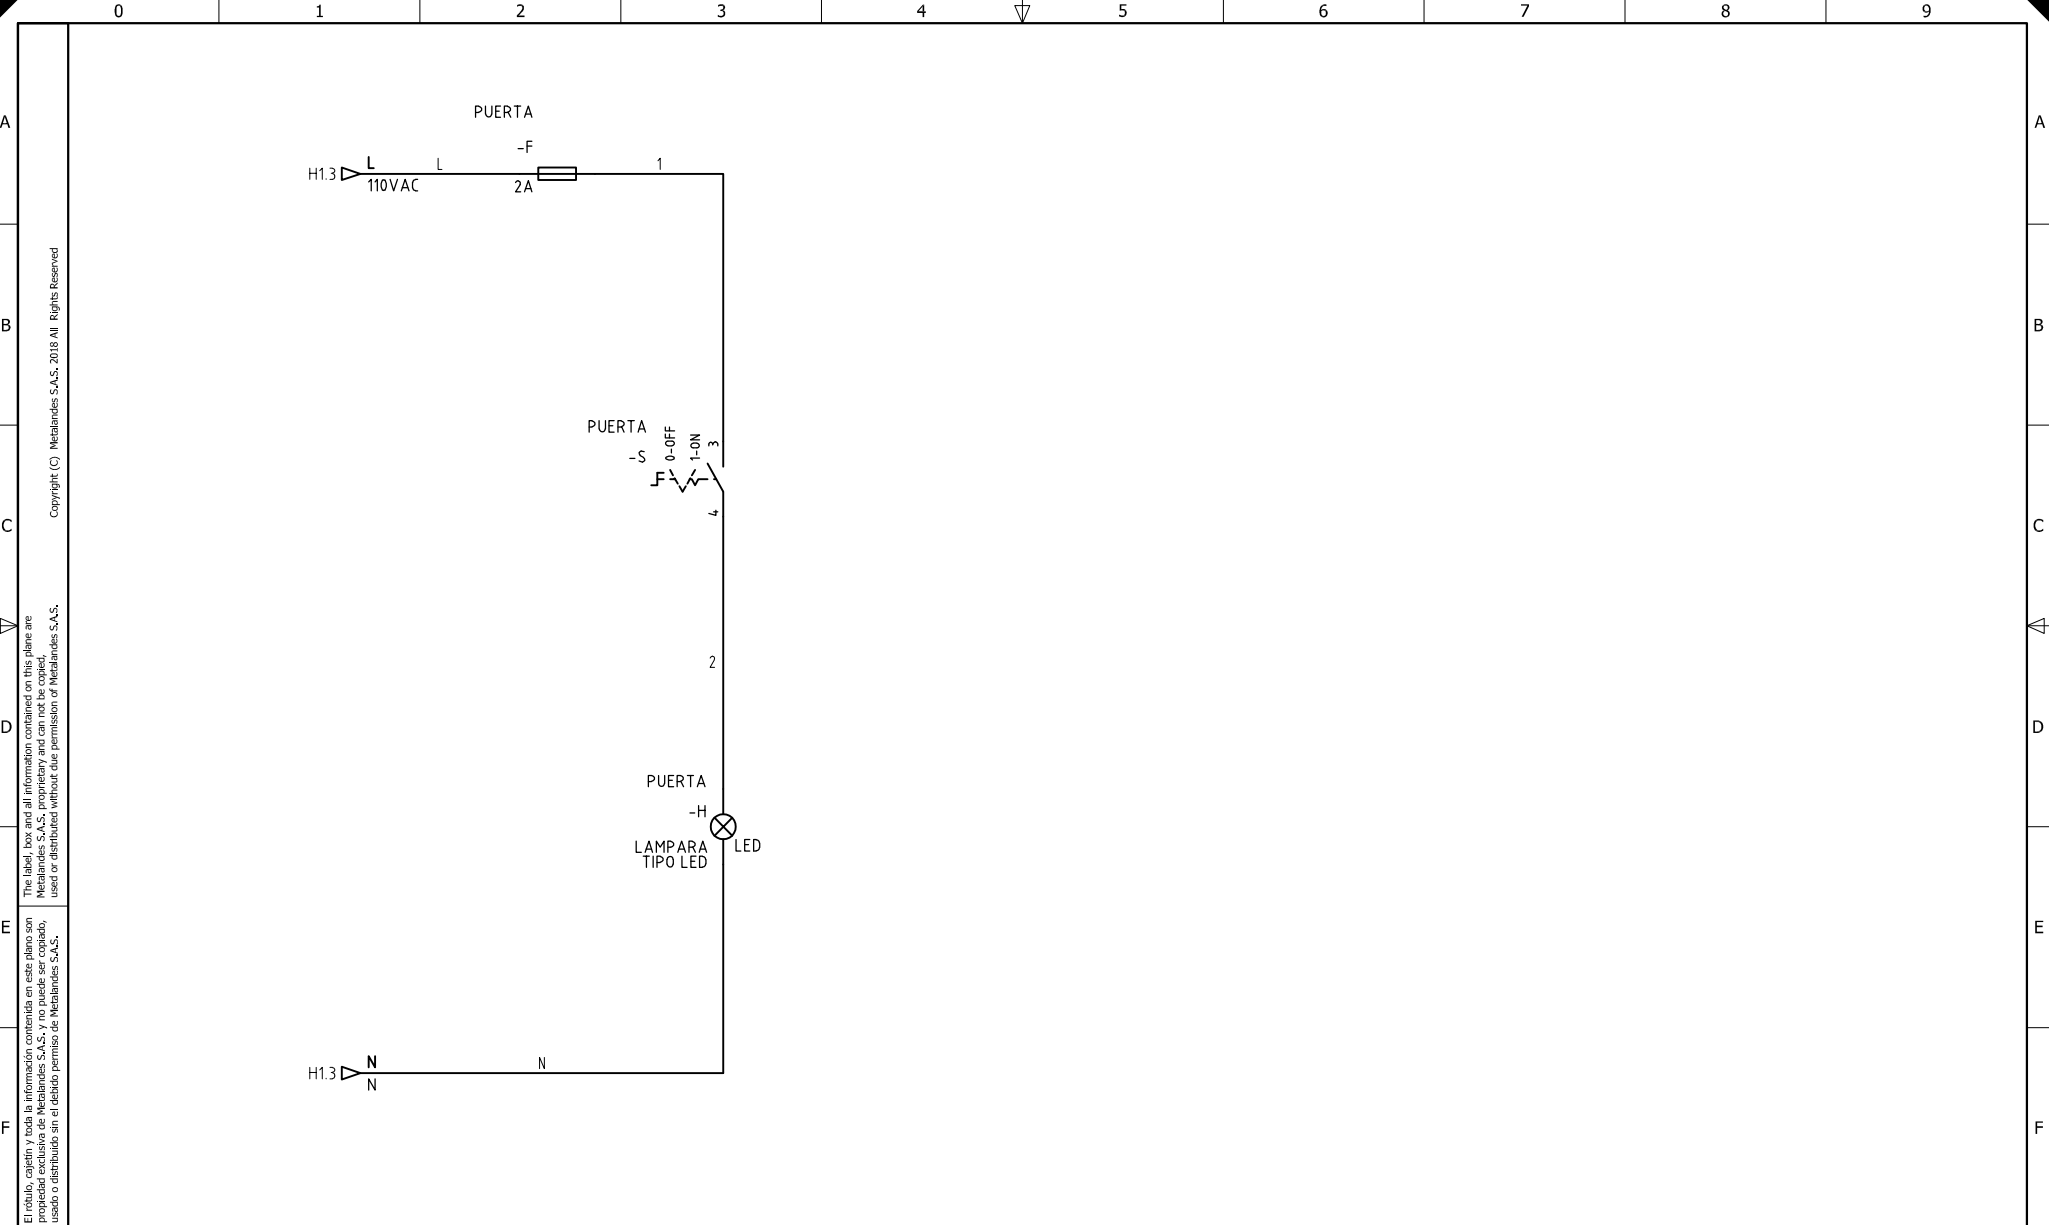 0 1 2 3 4 5 6 7 8 9
A A
B B
C C
D D
E E
F F
PUERTA
-F
H1.3 L L 1
110VAC 2A
PUERTA
-S
0-OFF
1-ON
3
4
2
PUERTA
-H
LAMPARA LED
TIPO LED
H1.3 N N
N
Copyright (C) Metalandes S.A.S. 2018 All Rights Reserved
The label, box and all information contained on this plane are
Metalandes S.A.S. proprietary and can not be copied,
used or distributed without due permission of Metalandes S.A.S.
El rótulo, cajetín y toda la información contenida en este plano son
propiedad exclusiva de Metalandes S.A.S. y no puede ser copiado,
usado o distribuido sin el debido permiso de Metalandes S.A.S.